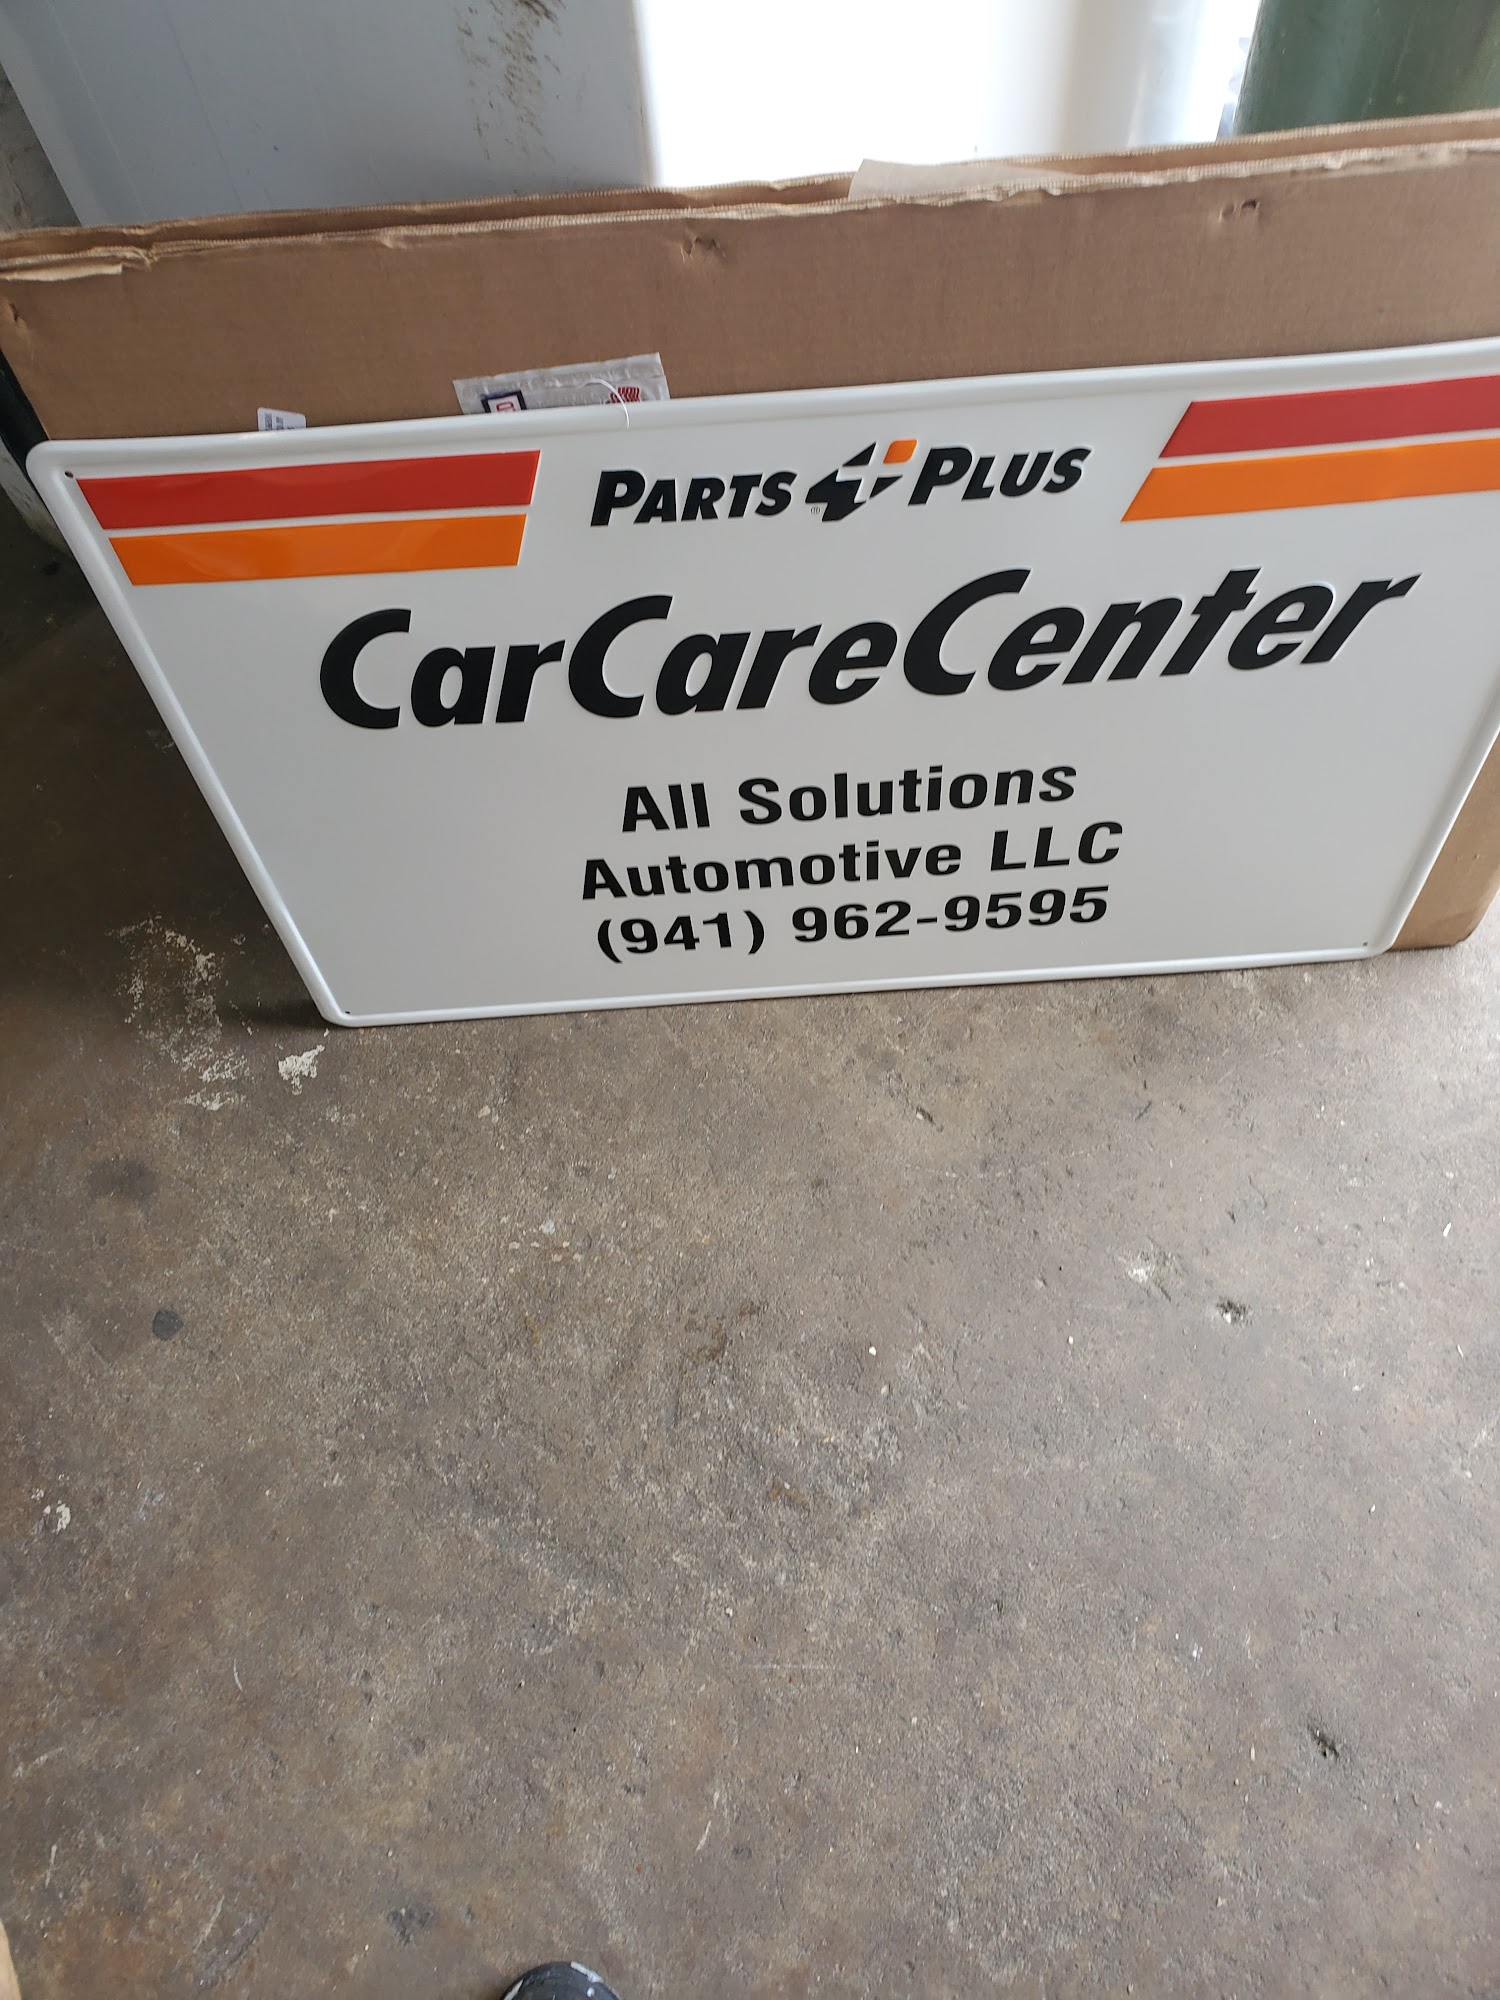 PARTS PLUS
CarCareCenter
All Solutions
Automotive LLC
(941) 962-9595